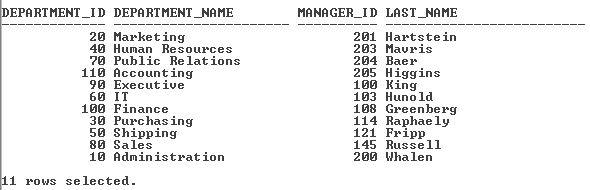 DEPARTMENT_ID DEPARTMENT_NAME MANAGER_ID LAST_NAME
20 Marketing 201 Hartstein
40 Human Resources 203 Mavris
70 Public Relations 204 Baer
110 Accounting 205 Higgins
90 Executive 100 King
60 IT 103 Hunold
100 Finance 108 Greenberg
30 Purchasing 114 Raphaely
50 Shipping 121 Fripp
80 Sales 145 Russell
10 Administration 200 Whalen
11 rows selected.